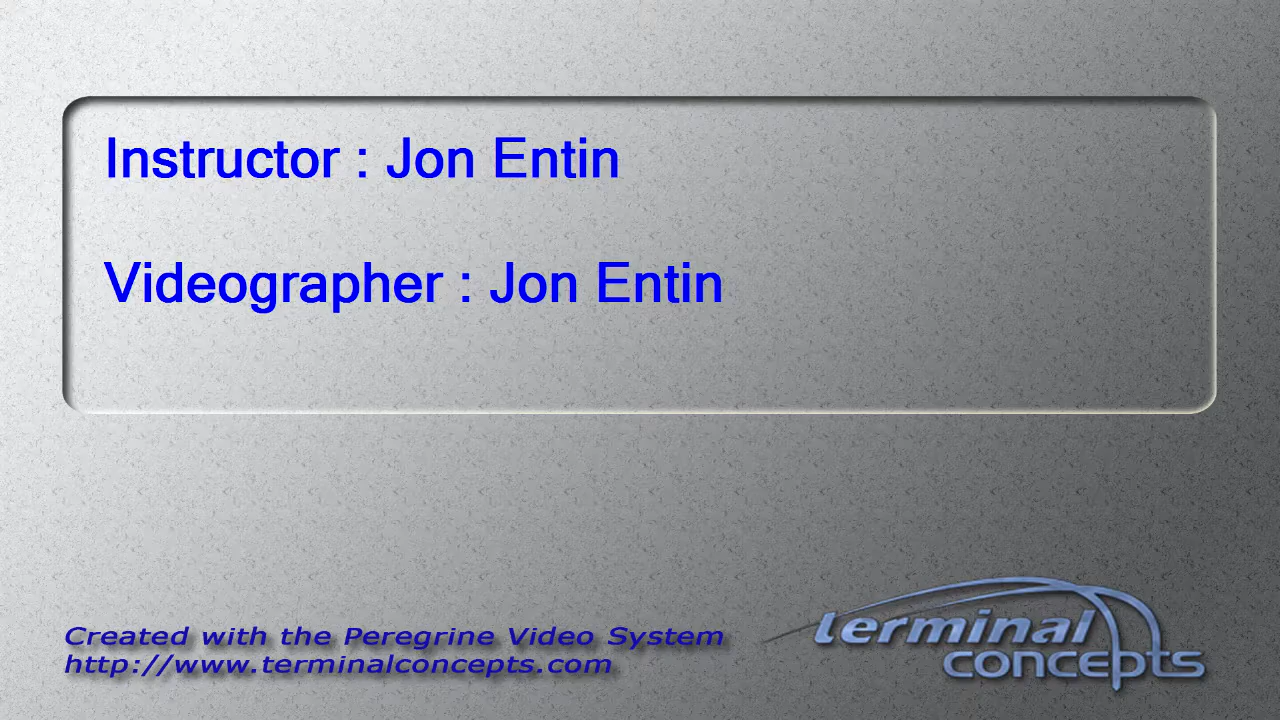 Instructor : Jon Entin
Videographer : Jon Entin
Created with the Peregrine Video System
http://www.terminalconcepts.com
terminal
concepts